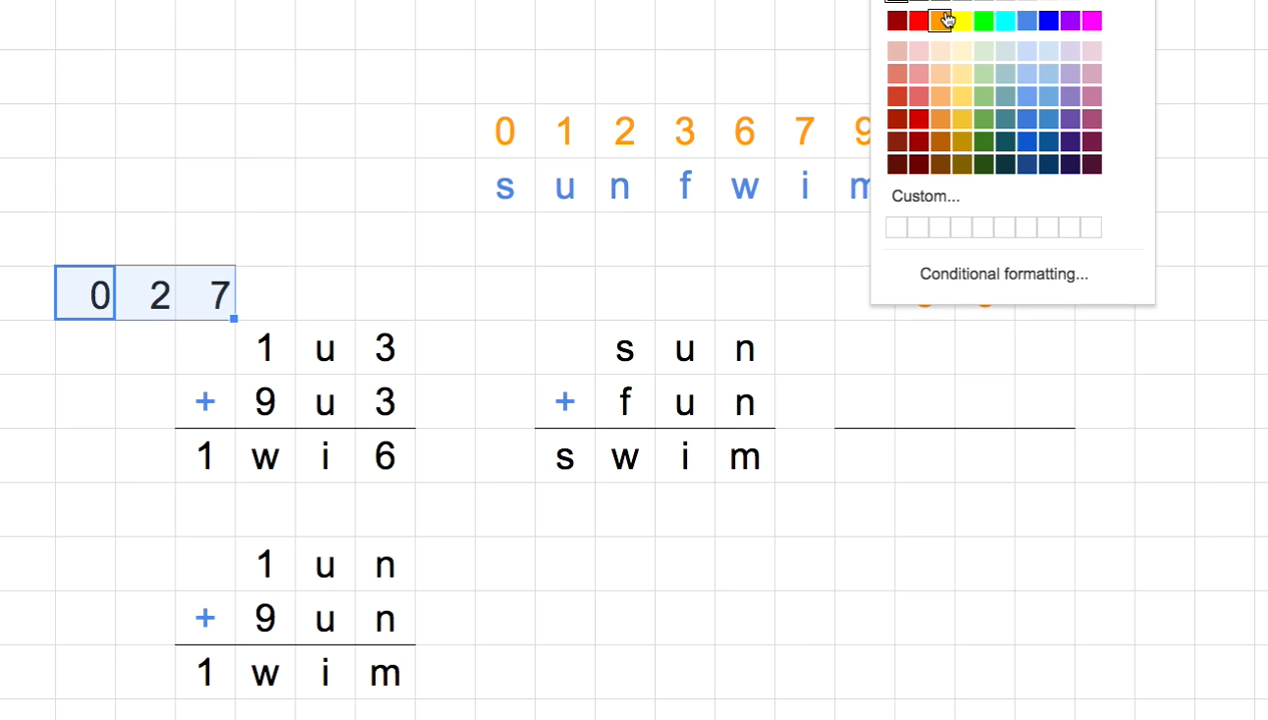 0 1 2 3 6 7 9
s u n f w i m
Custom...
Conditional formatting...
0 2 7
1 u 3
+ 9 u 3
1 w i 6
s u n
+ f u n
s w i m
1 u n
+ 9 u n
1 w i m